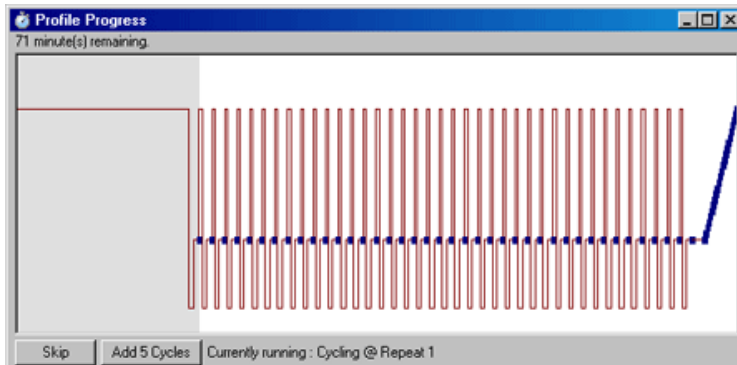 Profile Progress
71 minute(s) remaining.
Skip Add 5 Cycles Currently running : Cycling @ Repeat 1